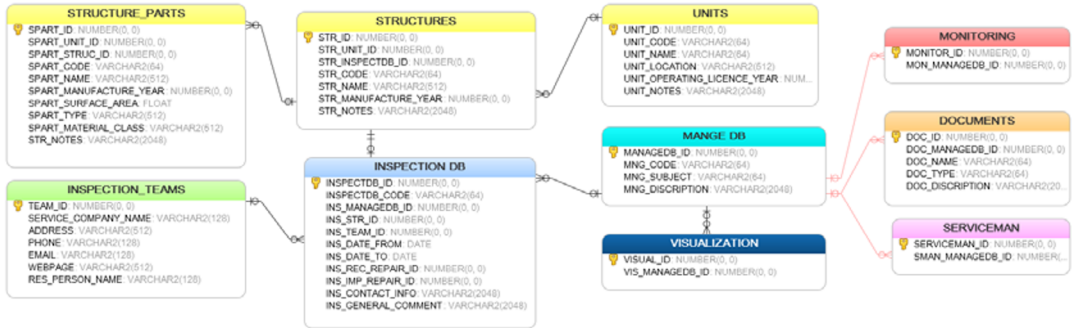 STRUCTURE_PARTS
SPART_ID: NUMBER(0, 0)
SPART_UNIT_ID: NUMBER(0, 0)
SPART_STRUC_ID: NUMBER(0, 0)
SPART_CODE: VARCHAR2(64)
SPART_NAME: VARCHAR2(512)
SPART_MANUFACTURE_YEAR: NUMBER(0, 0)
SPART_SURFACE_AREA: FLOAT
SPART_TYPE: VARCHAR2(512)
SPART_MATERIAL_CLASS: VARCHAR2(512)
STR_NOTES: VARCHAR2(2048)
STRUCTURES
STR_ID: NUMBER(0, 0)
STR_UNIT_ID: NUMBER(0, 0)
STR_INSPECTDB_ID: NUMBER(0, 0)
STR_CODE: VARCHAR2(64)
STR_NAME: VARCHAR2(512)
STR_MANUFACTURE_YEAR: NUMBER(0, 0)
STR_NOTES: VARCHAR2(2048)
UNITS
UNIT_ID: NUMBER(0, 0)
UNIT_CODE: VARCHAR2(64)
UNIT_NAME: VARCHAR2(64)
UNIT_LOCATION: VARCHAR2(512)
UNIT_OPERATING_LICENCE_YEAR: NUM...
UNIT_NOTES: VARCHAR2(2048)
MONITORING
MONITOR_ID: NUMBER(0, 0)
MON_MANAGEDB_ID: NUMBER(0, 0)
INSPECTION_TEAMS
TEAM_ID: NUMBER(0, 0)
SERVICE_COMPANY_NAME: VARCHAR2(128)
ADDRESS: VARCHAR2(512)
PHONE: VARCHAR2(128)
EMAIL: VARCHAR2(128)
WEBPAGE: VARCHAR2(512)
RES_PERSON_NAME: VARCHAR2(128)
INSPECTION DB
INSPECTDB_ID: NUMBER(0, 0)
INSPECTDB_CODE: VARCHAR2(64)
INS_MANAGEDB_ID: NUMBER(0, 0)
INS_STR_ID: NUMBER(0, 0)
INS_TEAM_ID: NUMBER(0, 0)
INS_DATE_FROM: DATE
INS_DATE_TO: DATE
INS_REC_REPAIR_ID: NUMBER(0, 0)
INS_IMP_REPAIR_ID: NUMBER(0, 0)
INS_CONTACT_INFO: VARCHAR2(2048)
INS_GENERAL_COMMENT: VARCHAR2(2048)
MANGE DB
MANAGEDB_ID: NUMBER(0, 0)
MNG_CODE: VARCHAR2(64)
MNG_SUBJECT: VARCHAR2(64)
MNG_DISCRIPTION: VARCHAR2(2048)
VISUALIZATION
VISUAL_ID: NUMBER(0, 0)
VIS_MANAGEDB_ID: NUMBER(0, 0)
DOCUMENTS
DOC_ID: NUMBER(0, 0)
DOC_MANAGEDB_ID: NUMBER(0, 0)
DOC_NAME: VARCHAR2(64)
DOC_TYPE: VARCHAR2(64)
DOC_DISCRIPTION: VARCHAR2(20...
SERVICEMAN
SERVICEMAN_ID: NUMBER(0, 0)
SMAN_MANAGEDB_ID: NUMBER(...